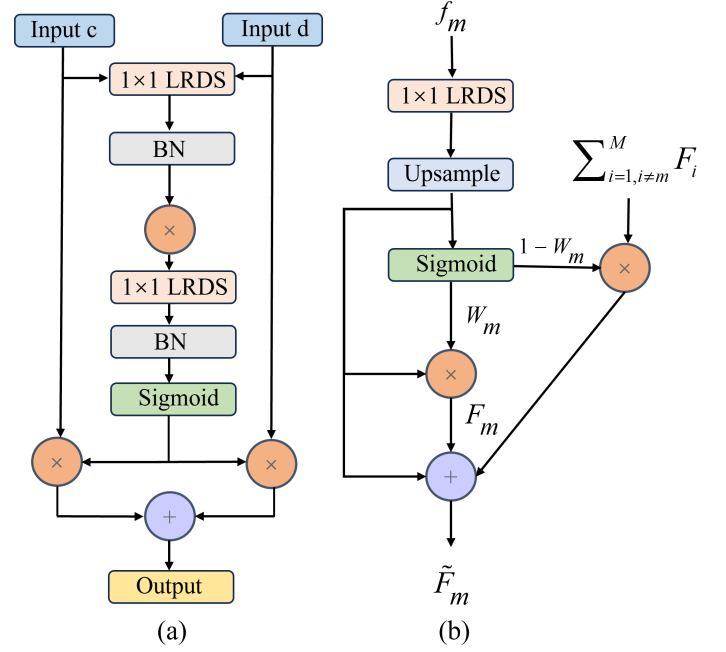 Input c
Input d
1×1 LRDS
BN
×
1×1 LRDS
BN
Sigmoid
×
×
+
Output
(a)
f_m
1×1 LRDS
Upsample
∑_{i=1,i≠m}^{M} F_i
Sigmoid
1 − W_m
×
W_m
×
F_m
+
F̃_m
(b)